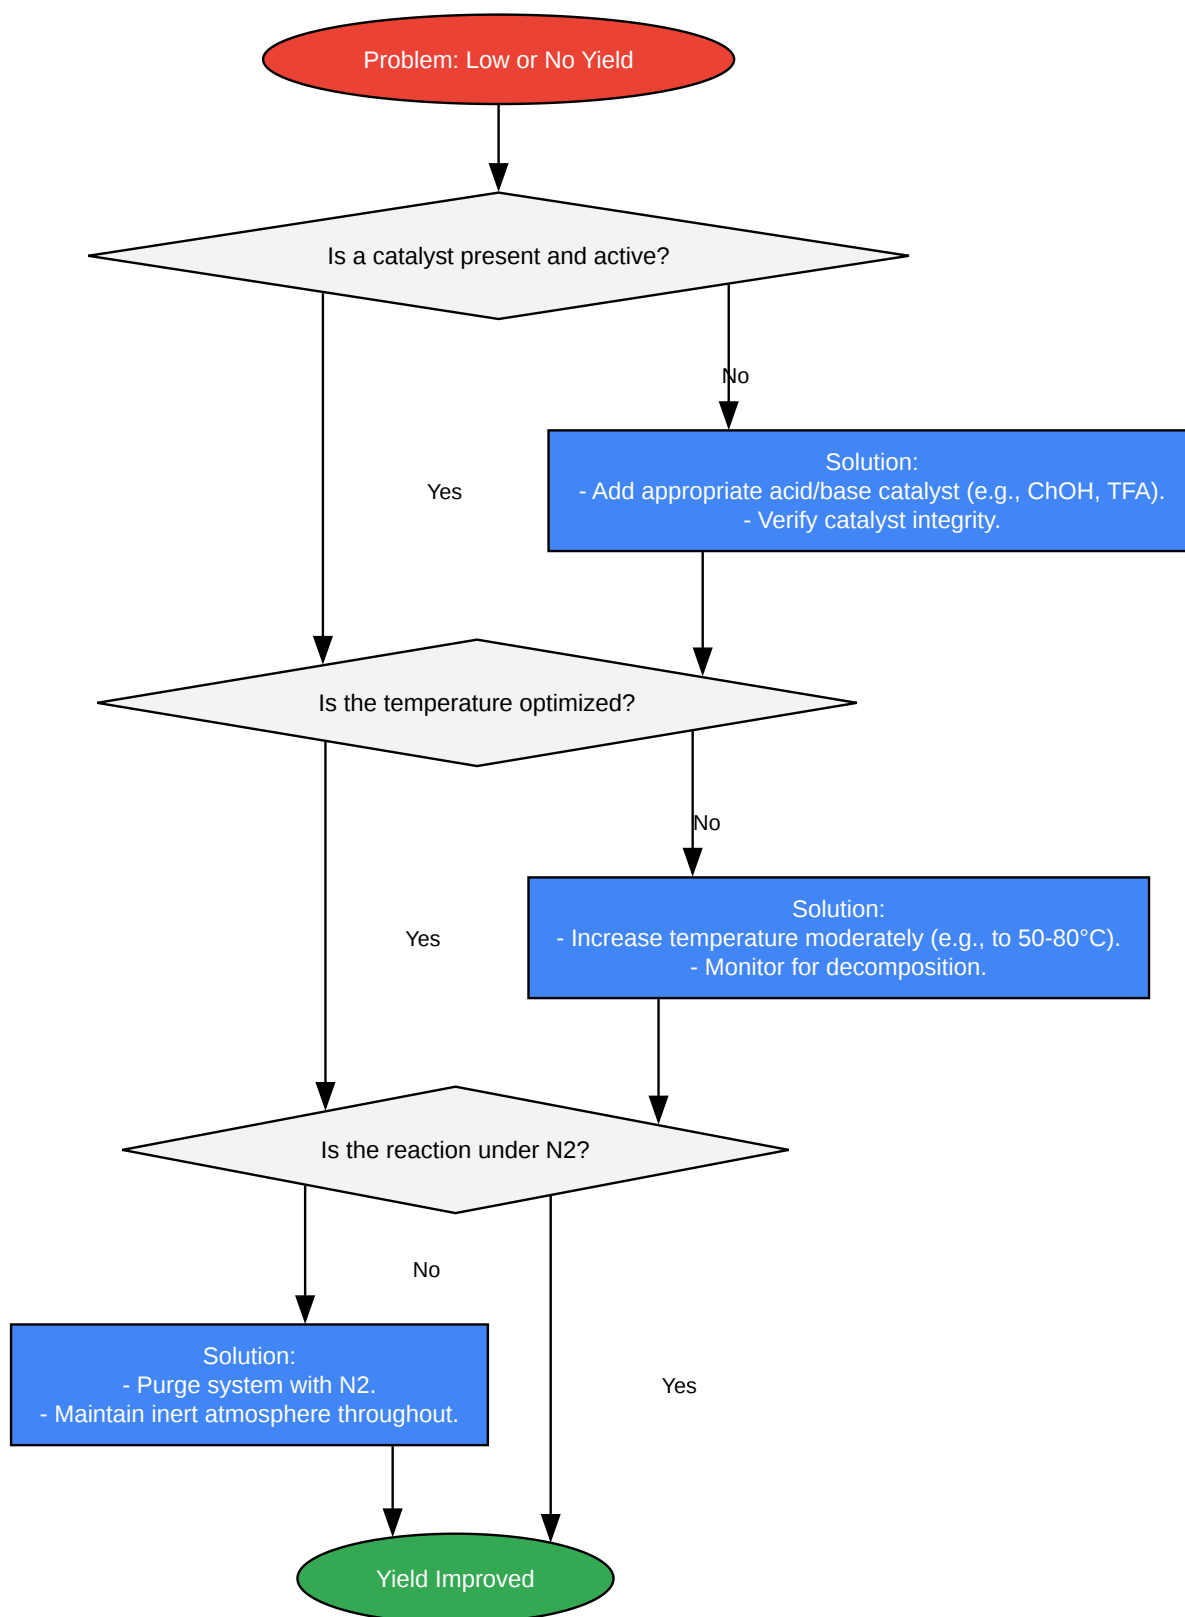 Problem: Low or No Yield
Is a catalyst present and active?
No
Solution:
- Add appropriate acid/base catalyst (e.g., ChOH, TFA).
- Verify catalyst integrity.
Yes
Is the temperature optimized?
No
Solution:
- Increase temperature moderately (e.g., to 50-80°C).
- Monitor for decomposition.
Yes
Is the reaction under N2?
No
Solution:
- Purge system with N2.
- Maintain inert atmosphere throughout.
Yes
Yield Improved